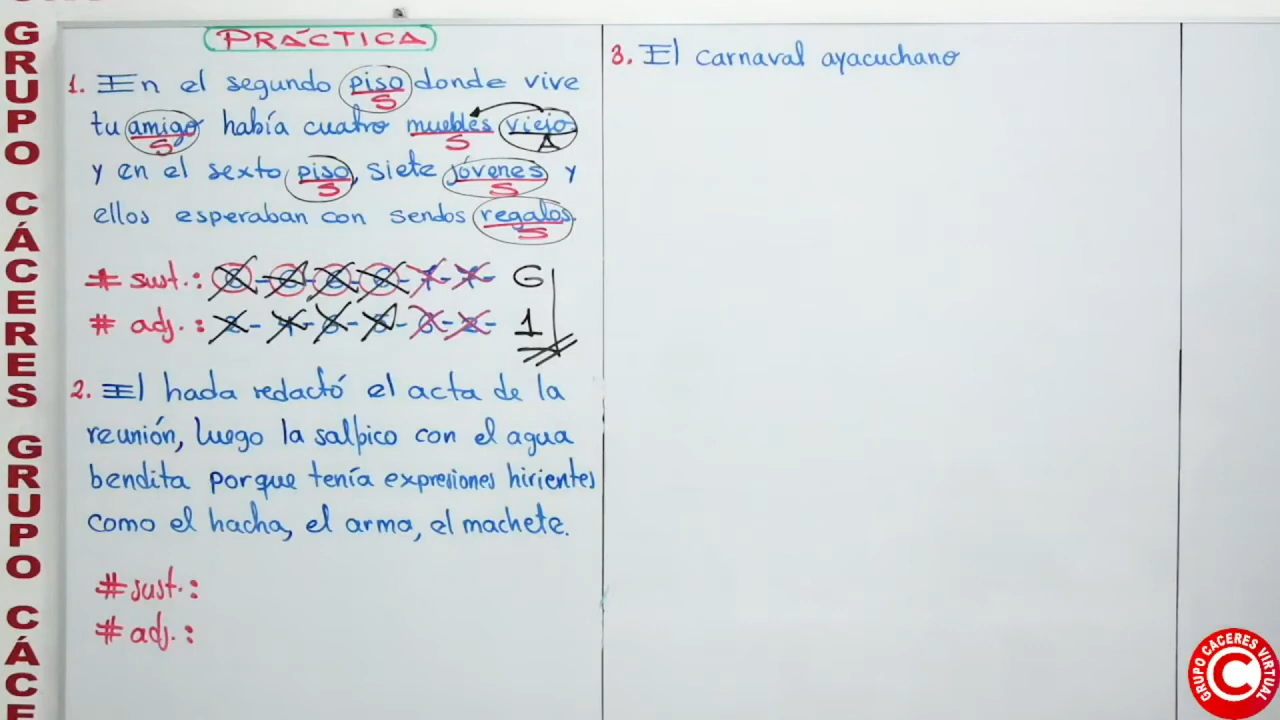 GRUPO CÁCERES GRUPO CÁCE
PRÁCTICA
1. En el segundo piso donde vive
S
tu amigo había cuatro muebles viejos
S S A
y en el sexto piso, siete jóvenes y
S S
ellos esperaban con sendos regalos.
S
# sust.: 6
# adj.: 1
2. El hada redactó el acta de la
reunión, luego la salpico con el agua
bendita porque tenía expresiones hirientes
como el hacha, el arma, el machete.
# sust.:
# adj.:
3. El carnaval ayacuchano
GRUPO CACERES VIRTUAL
C